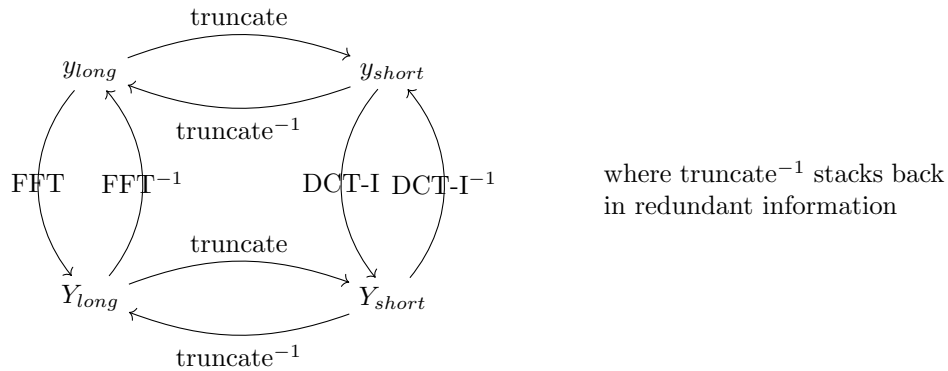 truncate
y_long y_short
truncate⁻¹
FFT FFT⁻¹ DCT-I DCT-I⁻¹
where truncate⁻¹ stacks back
in redundant information
truncate
Y_long Y_short
truncate⁻¹